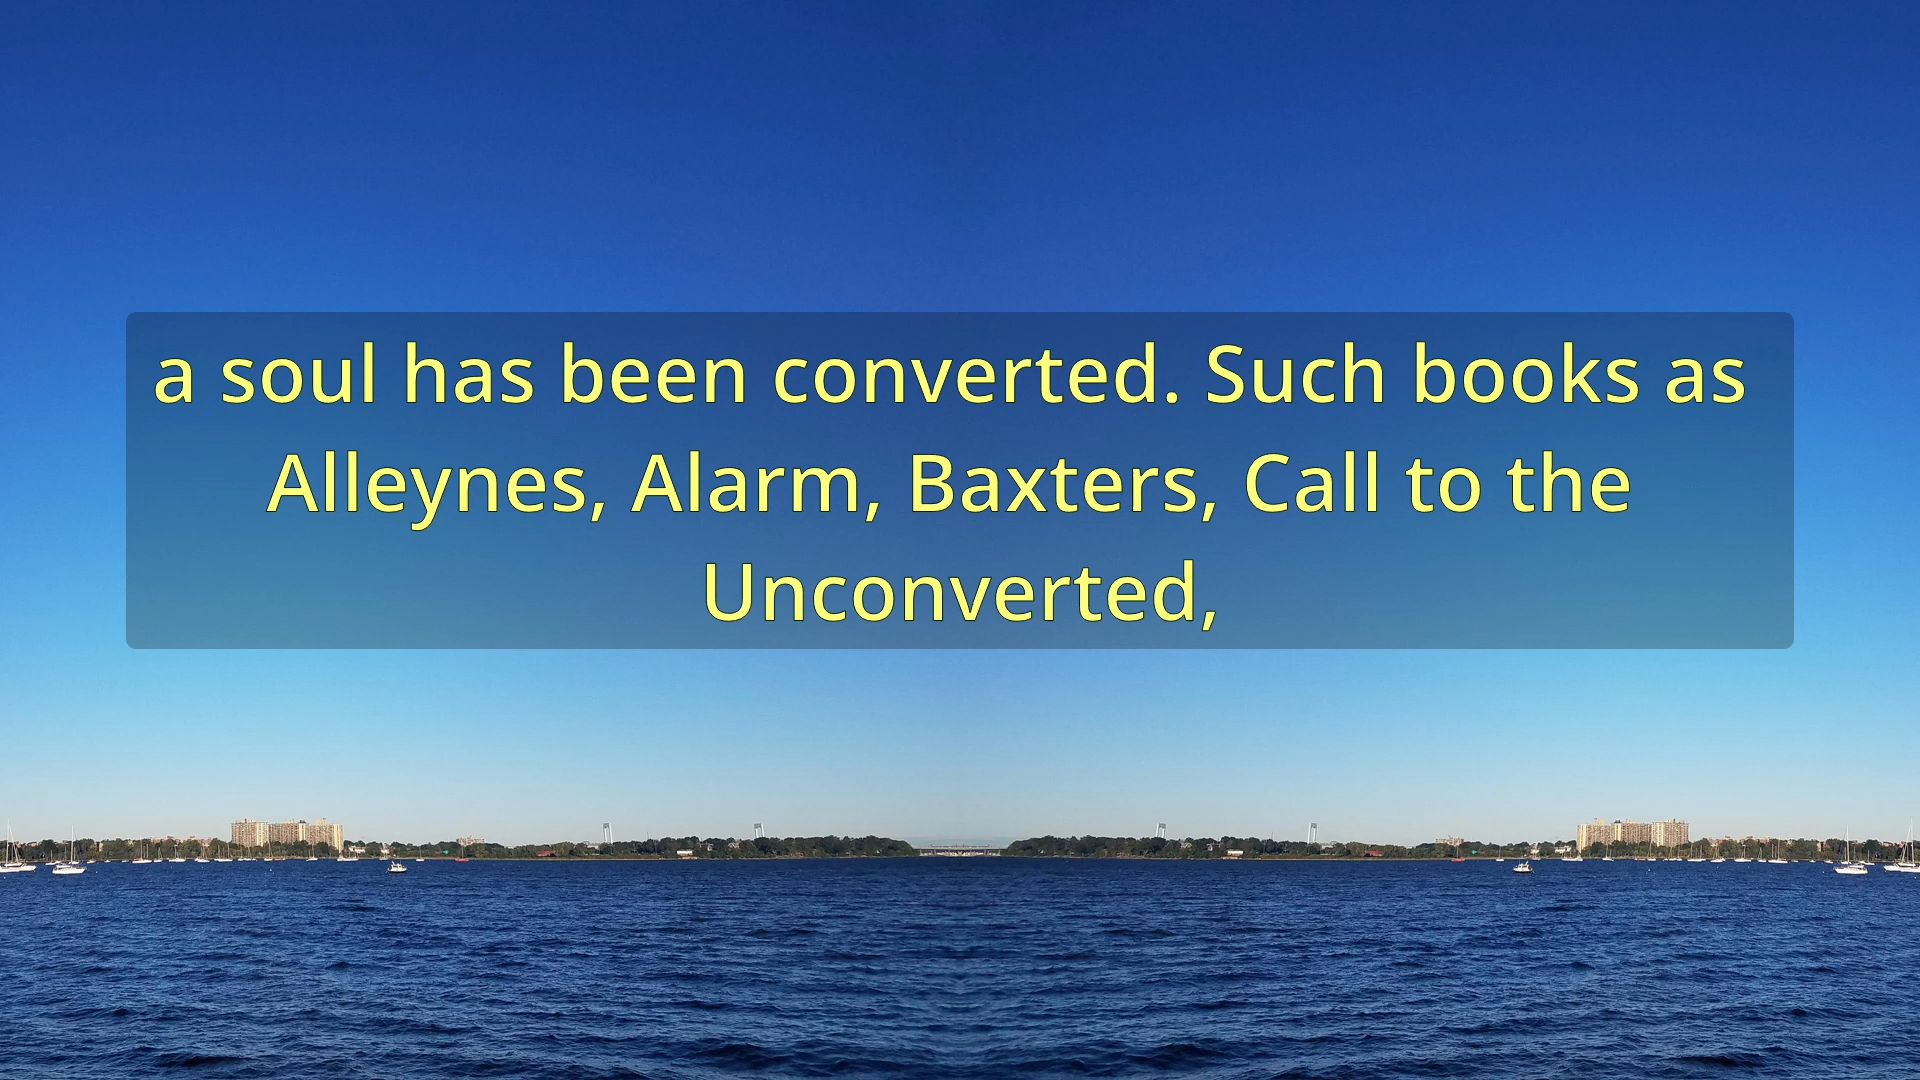 a soul has been converted. Such books as
Alleynes, Alarm, Baxters, Call to the
Unconverted,